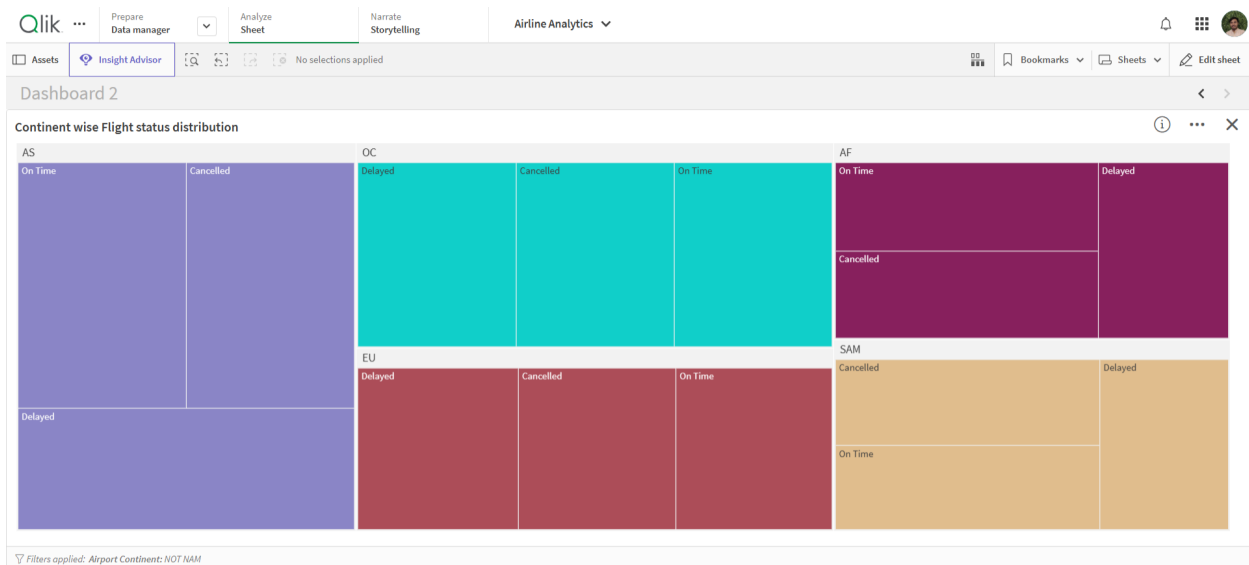 Qlik
Prepare
Data manager
Analyze
Sheet
Narrate
Storytelling
Airline Analytics
Assets
Insight Advisor
No selections applied
Bookmarks
Sheets
Edit sheet
Dashboard 2
Continent wise Flight status distribution
AS
On Time
Cancelled
Delayed
OC
Delayed
Cancelled
On Time
EU
Delayed
Cancelled
On Time
AF
On Time
Delayed
Cancelled
SAM
Cancelled
Delayed
On Time
Filters applied: Airport Continent: NOT NAM